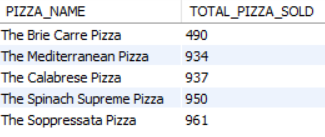 PIZZA_NAME TOTAL_PIZZA_SOLD
The Brie Carre Pizza 490
The Mediterranean Pizza 934
The Calabrese Pizza 937
The Spinach Supreme Pizza 950
The Soppressata Pizza 961